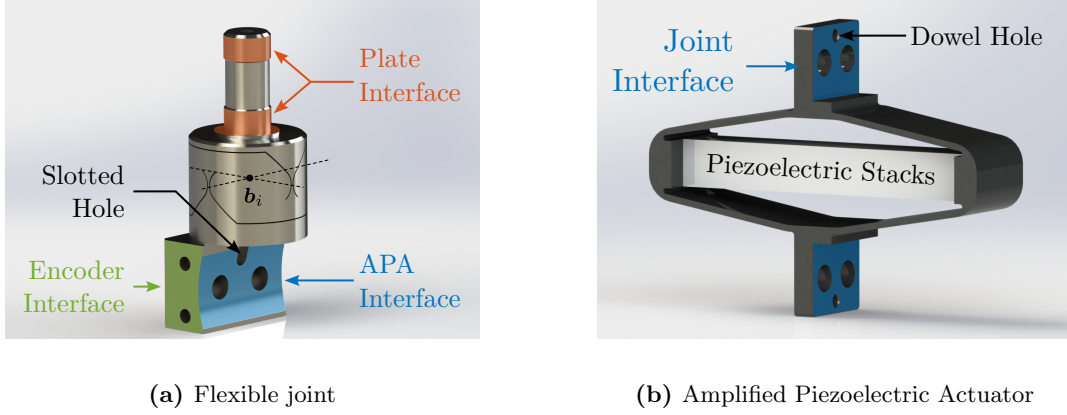 Plate
Interface
Slotted
Hole
b_i
Encoder
Interface
APA
Interface
(a) Flexible joint
Joint
Interface
Dowel Hole
Piezoelectric Stacks
(b) Amplified Piezoelectric Actuator